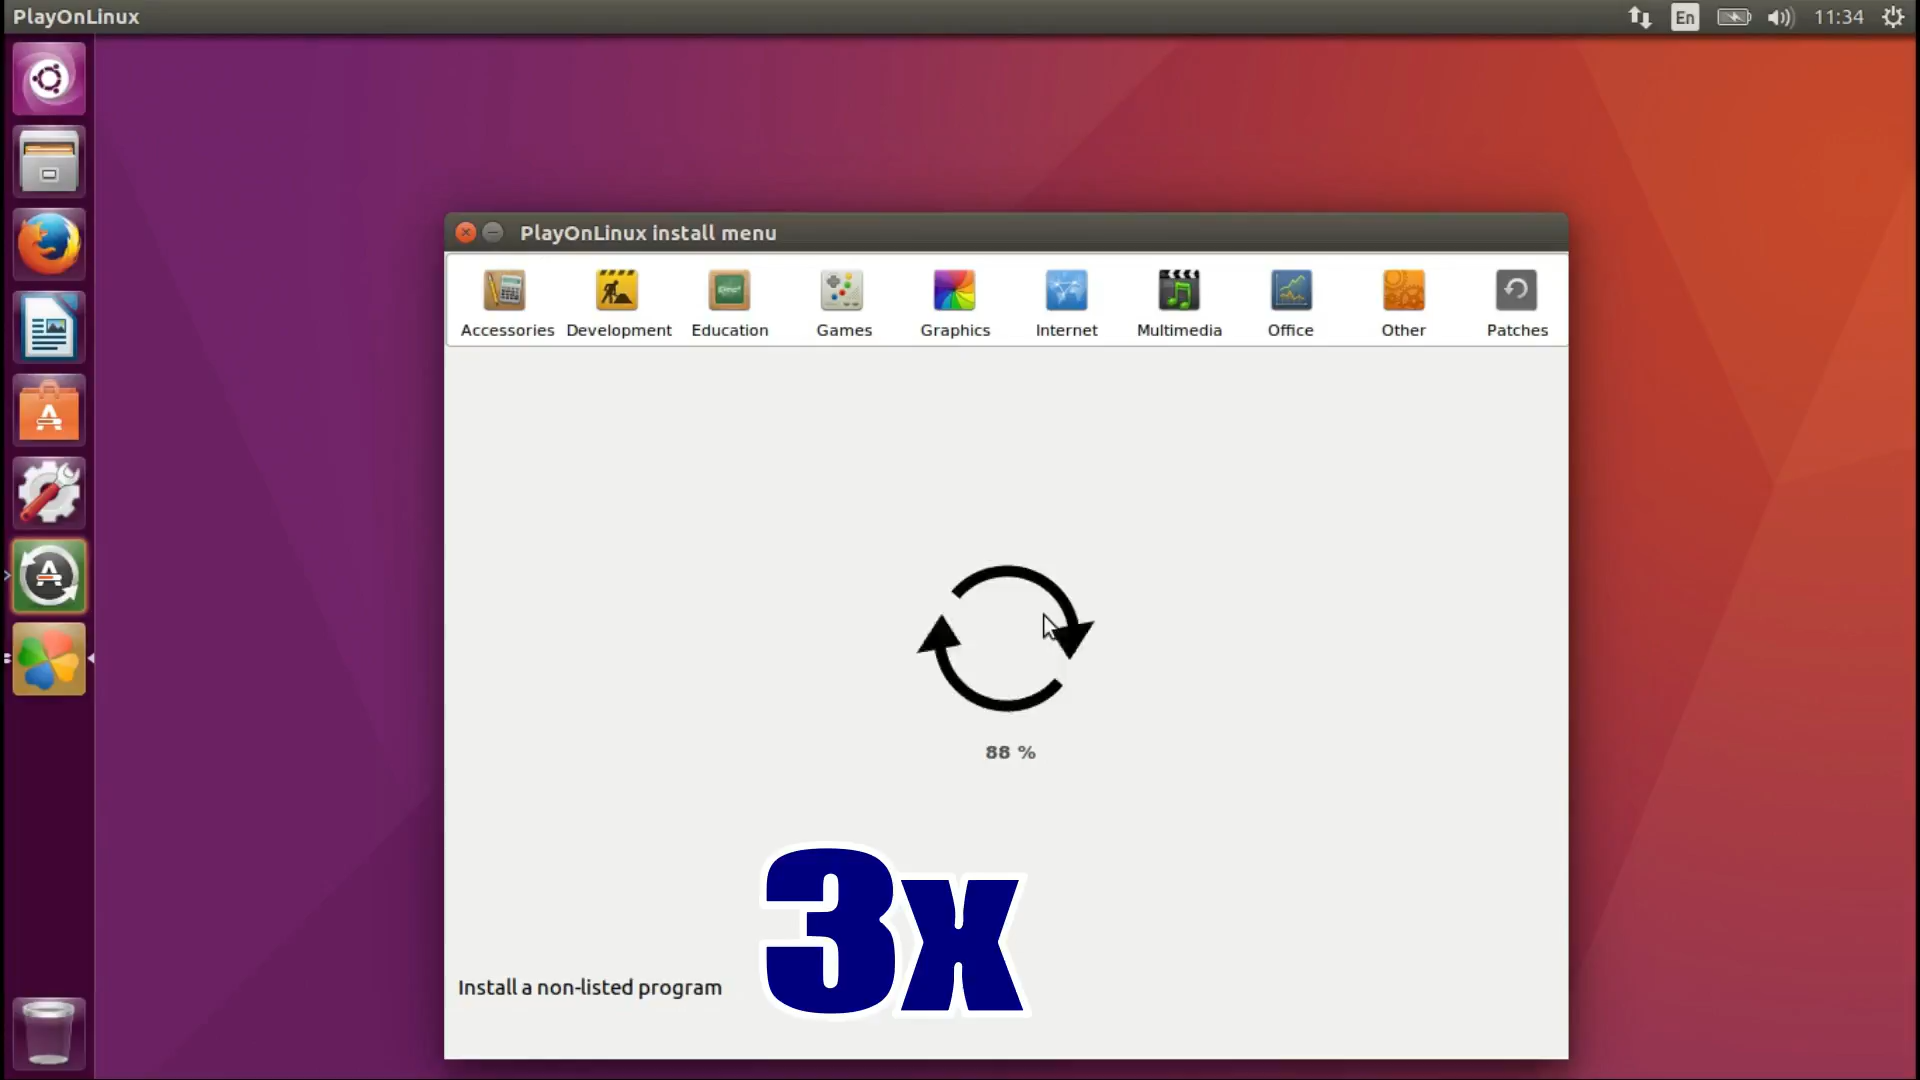 PlayOnLinux
En
11:34
PlayOnLinux install menu
Accessories Development Education Games Graphics Internet Multimedia Office Other Patches
88 %
3x
Install a non-listed program